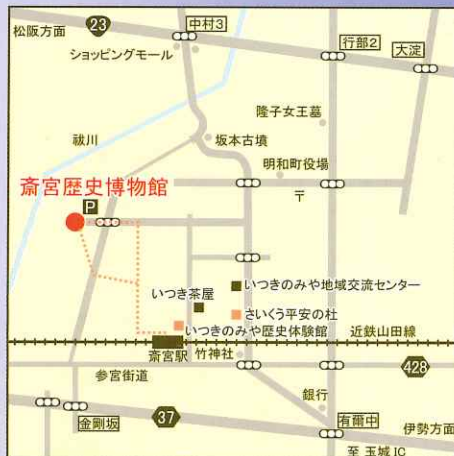 松阪方面
23
中村3
ショッピングモール
行部2
大淀
隆子女王墓
祓川
坂本古墳
明和町役場
〒
斎宮歴史博物館
P
いつきのみや地域交流センター
いつき茶屋
さいくう平安の杜
いつきのみや歴史体験館
近鉄山田線
斎宮駅
竹神社
参宮街道
428
銀行
金剛坂
37
有爾中
伊勢方面
至 玉城 IC